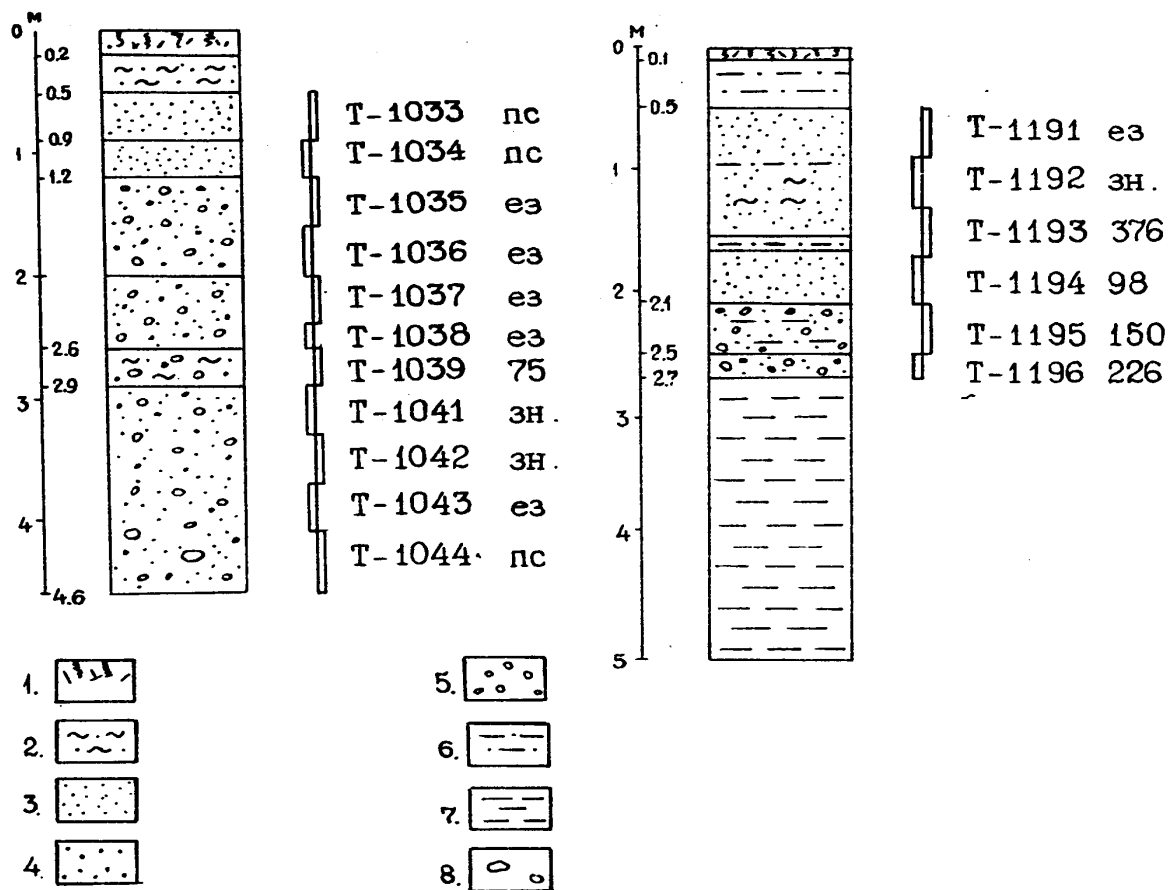 0 м
0.2
0.5
0.9
1
1.2
2
2.6
2.9
3
4
4.6
Т-1033 пс
Т-1034 пс
Т-1035 ез
Т-1036 ез
Т-1037 ез
Т-1038 ез
Т-1039 75
Т-1041 зн.
Т-1042 зн.
Т-1043 ез
Т-1044 пс
0 м
0.1
0.5
1
2
2.1
2.5
2.7
3
4
5
Т-1191 ез
Т-1192 зн.
Т-1193 376
Т-1194 98
Т-1195 150
Т-1196 226
1.
2.
3.
4.
5.
6.
7.
8.